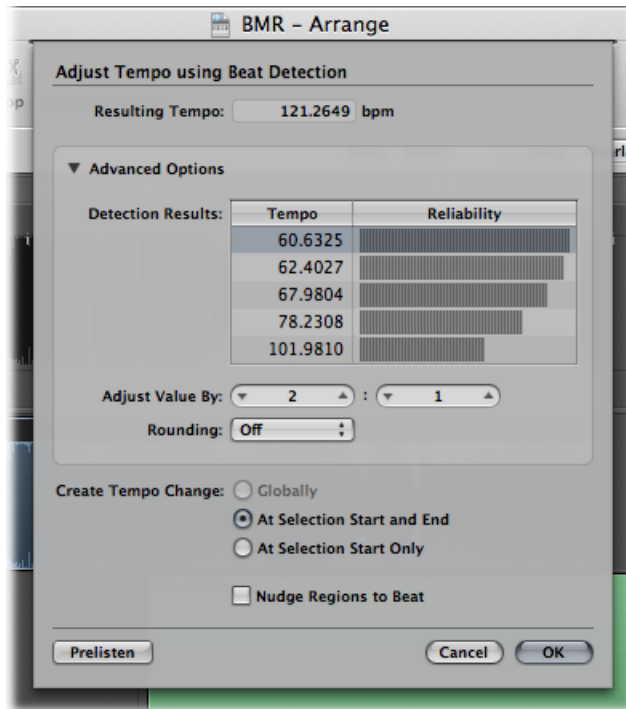 BMR – Arrange
Adjust Tempo using Beat Detection
Resulting Tempo: 121.2649 bpm
▼ Advanced Options
Detection Results: Tempo Reliability
60.6325
62.4027
67.9804
78.2308
101.9810
Adjust Value By: 2 : 1
Rounding: Off
Create Tempo Change: Globally
At Selection Start and End
At Selection Start Only
Nudge Regions to Beat
Prelisten Cancel OK